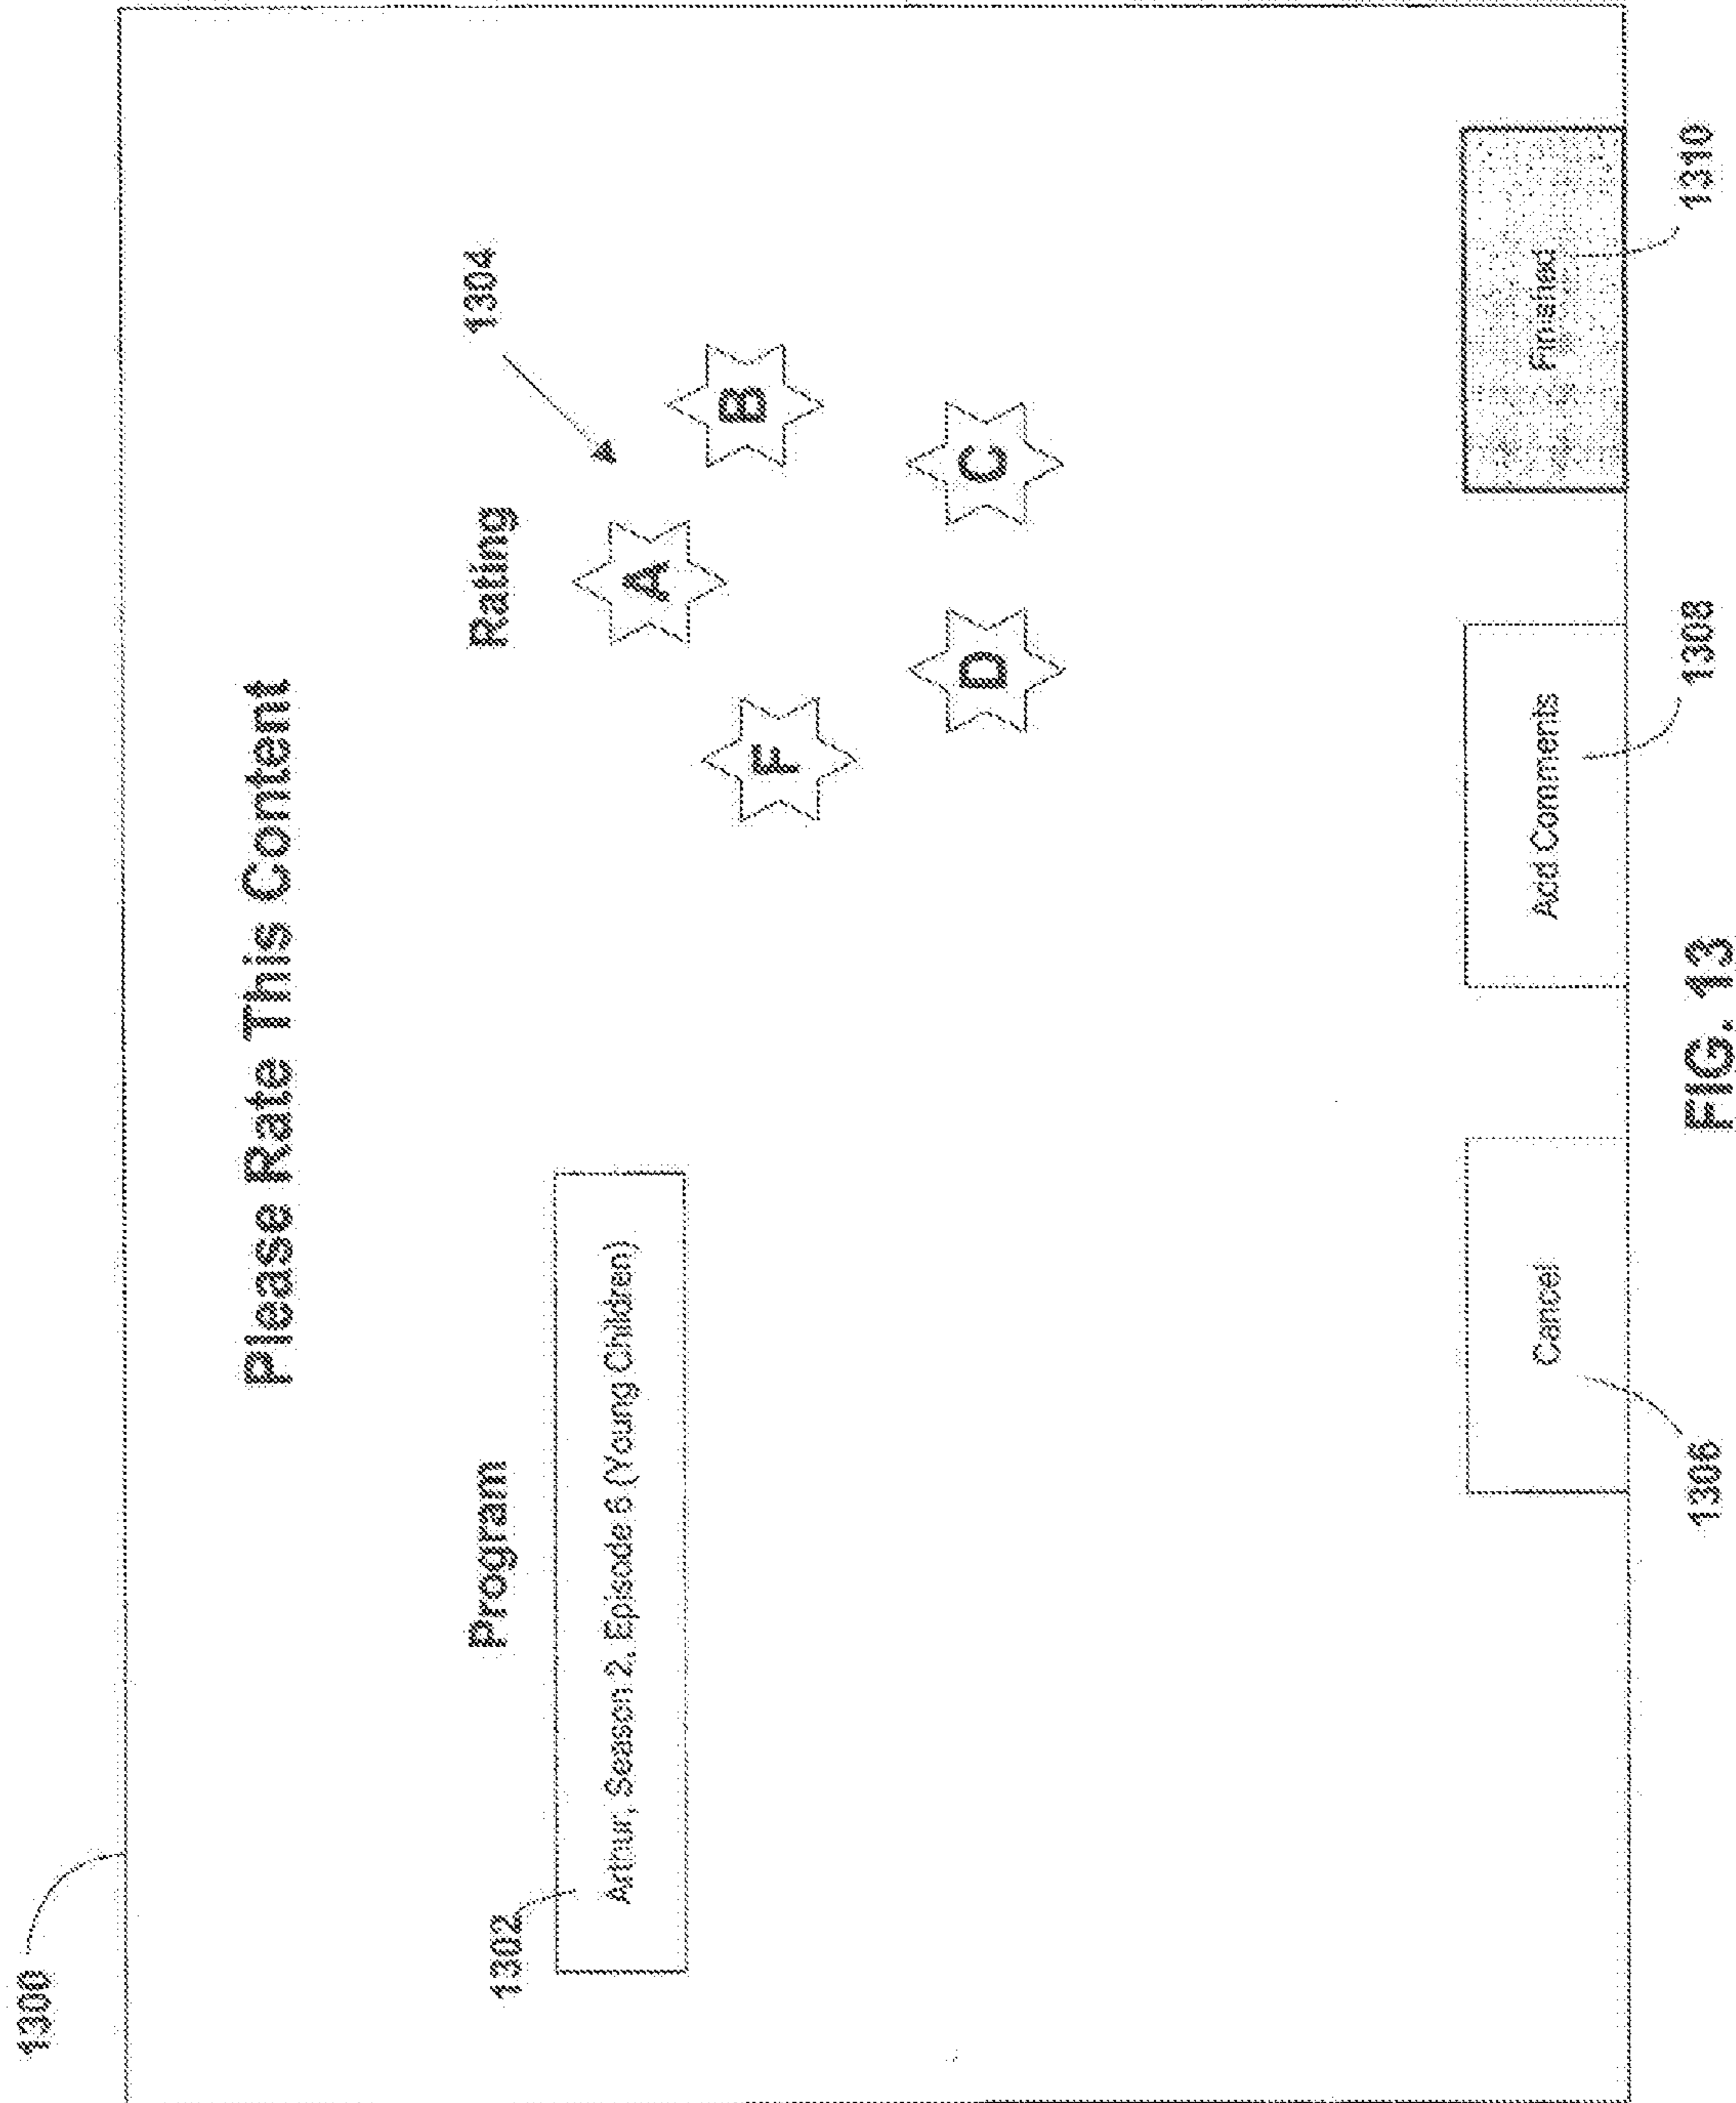 1300
Please Rate This Content
Program
Rating
1304
1302
Arthur, Season 2, Episode 6 (Young Children)
A
B
F
C
D
Cancel
Add Comments
Finished
1306
1308
1310
FIG. 13